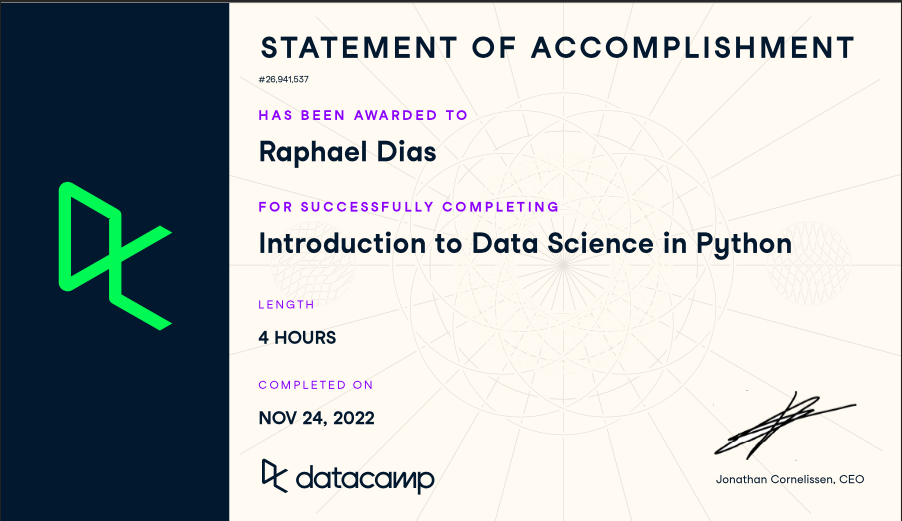 STATEMENT OF ACCOMPLISHMENT
#26,941,537
HAS BEEN AWARDED TO
Raphael Dias
FOR SUCCESSFULLY COMPLETING
Introduction to Data Science in Python
LENGTH
4 HOURS
COMPLETED ON
NOV 24, 2022
datacamp
Jonathan Cornelissen, CEO